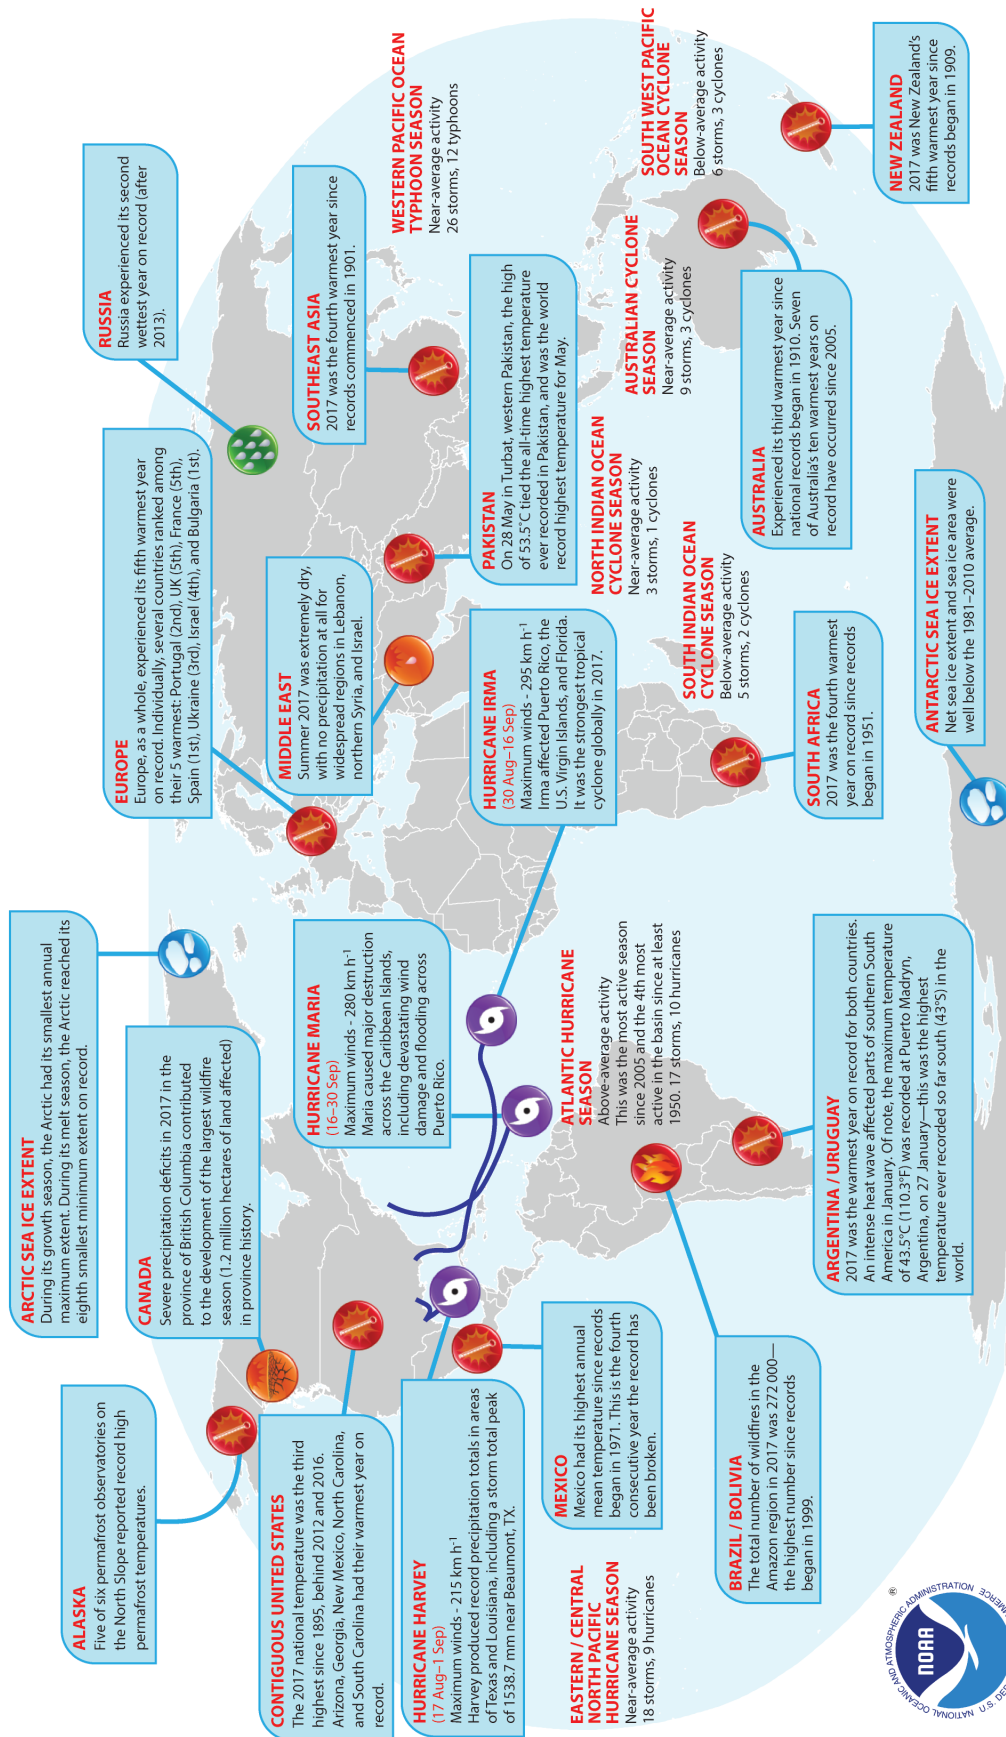 ARCTIC SEA ICE EXTENT
During its growth season, the Arctic had its smallest annual
maximum extent. During its melt season, the Arctic reached its
eighth smallest minimum extent on record.
ALASKA
Five of six permafrost observatories on
the North Slope reported record high
permafrost temperatures.
CANADA
Severe precipitation deficits in 2017 in the
province of British Columbia contributed
to the development of the largest wildfire
season (1.2 million hectares of land affected)
in province history.
EUROPE
Europe, as a whole, experienced its fifth warmest year
on record. Individually, several countries ranked among
their 5 warmest: Portugal (2nd), UK (5th), France (5th),
Spain (1st), Ukraine (3rd), Israel (4th), and Bulgaria (1st).
RUSSIA
Russia experienced its second
wettest year on record (after
2013).
CONTIGUOUS UNITED STATES
The 2017 national temperature was the third
highest since 1895, behind 2012 and 2016.
Arizona, Georgia, New Mexico, North Carolina,
and South Carolina had their warmest year on
record.
HURRICANE MARIA
(16–30 Sep)
Maximum winds - 280 km h-1
Maria caused major destruction
across the Caribbean Islands,
including devastating wind
damage and flooding across
Puerto Rico.
MIDDLE EAST
Summer 2017 was extremely dry,
with no precipitation at all for
widespread regions in Lebanon,
northern Syria, and Israel.
SOUTHEAST ASIA
2017 was the fourth warmest year since
records commenced in 1901.
WESTERN PACIFIC OCEAN
TYPHOON SEASON
Near-average activity
26 storms, 12 typhoons
HURRICANE HARVEY
(17 Aug–1 Sep)
Maximum winds - 215 km h-1
Harvey produced record precipitation totals in areas
of Texas and Louisiana, including a storm total peak
of 1538.7 mm near Beaumont, TX.
HURRICANE IRMA
(30 Aug–16 Sep)
Maximum winds - 295 km h-1
Irma affected Puerto Rico, the
U.S. Virgin Islands, and Florida.
It was the strongest tropical
cyclone globally in 2017.
PAKISTAN
On 28 May in Turbat, western Pakistan, the high
of 53.5°C tied the all-time highest temperature
ever recorded in Pakistan, and was the world
record highest temperature for May.
MEXICO
Mexico had its highest annual
mean temperature since records
began in 1971. This is the fourth
consecutive year the record has
been broken.
ATLANTIC HURRICANE
SEASON
Above-average activity
This was the most active season
since 2005 and the 4th most
active in the basin since at least
1950. 17 storms, 10 hurricanes
EASTERN / CENTRAL
NORTH PACIFIC
HURRICANE SEASON
Near-average activity
18 storms, 9 hurricanes
NORTH INDIAN OCEAN
CYCLONE SEASON
Near-average activity
3 storms, 1 cyclones
AUSTRALIAN CYCLONE
SEASON
Near-average activity
9 storms, 3 cyclones
SOUTH WEST PACIFIC
OCEAN CYCLONE
SEASON
Below-average activity
6 storms, 3 cyclones
SOUTH INDIAN OCEAN
CYCLONE SEASON
Below-average activity
5 storms, 2 cyclones
BRAZIL / BOLIVIA
The total number of wildfires in the
Amazon region in 2017 was 272 000—
the highest number since records
began in 1999.
AUSTRALIA
Experienced its third warmest year since
national records began in 1910. Seven
of Australia's ten warmest years on
record have occurred since 2005.
SOUTH AFRICA
2017 was the fourth warmest
year on record since records
began in 1951.
ARGENTINA / URUGUAY
2017 was the warmest year on record for both countries.
An intense heat wave affected parts of southern South
America in January. Of note, the maximum temperature
of 43.5°C (110.3°F) was recorded at Puerto Madryn,
Argentina, on 27 January—this was the highest
temperature ever recorded so far south (43°S) in the
world.
NEW ZEALAND
2017 was New Zealand's
fifth warmest year since
records began in 1909.
ANTARCTIC SEA ICE EXTENT
Net sea ice extent and sea ice area were
well below the 1981–2010 average.
NATIONAL OCEANIC AND ATMOSPHERIC ADMINISTRATION ®
NOAA
U.S.